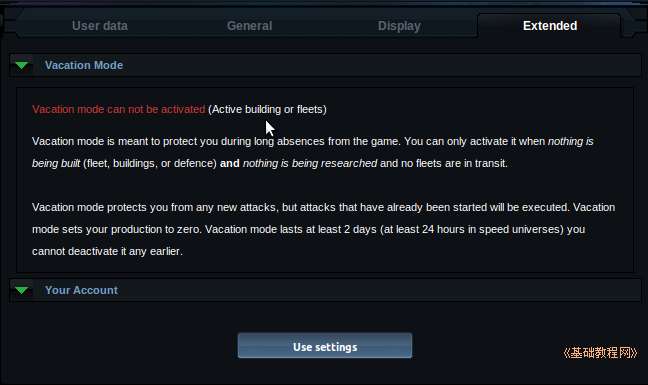 User data General Display Extended
Vacation Mode
Vacation mode can not be activated (Active building or fleets)
Vacation mode is meant to protect you during long absences from the game. You can only activate it when nothing is
being built (fleet, buildings, or defence) and nothing is being researched and no fleets are in transit.
Vacation mode protects you from any new attacks, but attacks that have already been started will be executed. Vacation
mode sets your production to zero. Vacation mode lasts at least 2 days (at least 24 hours in speed universes) you
cannot deactivate it any earlier.
Your Account
Use settings
《基础教程网》